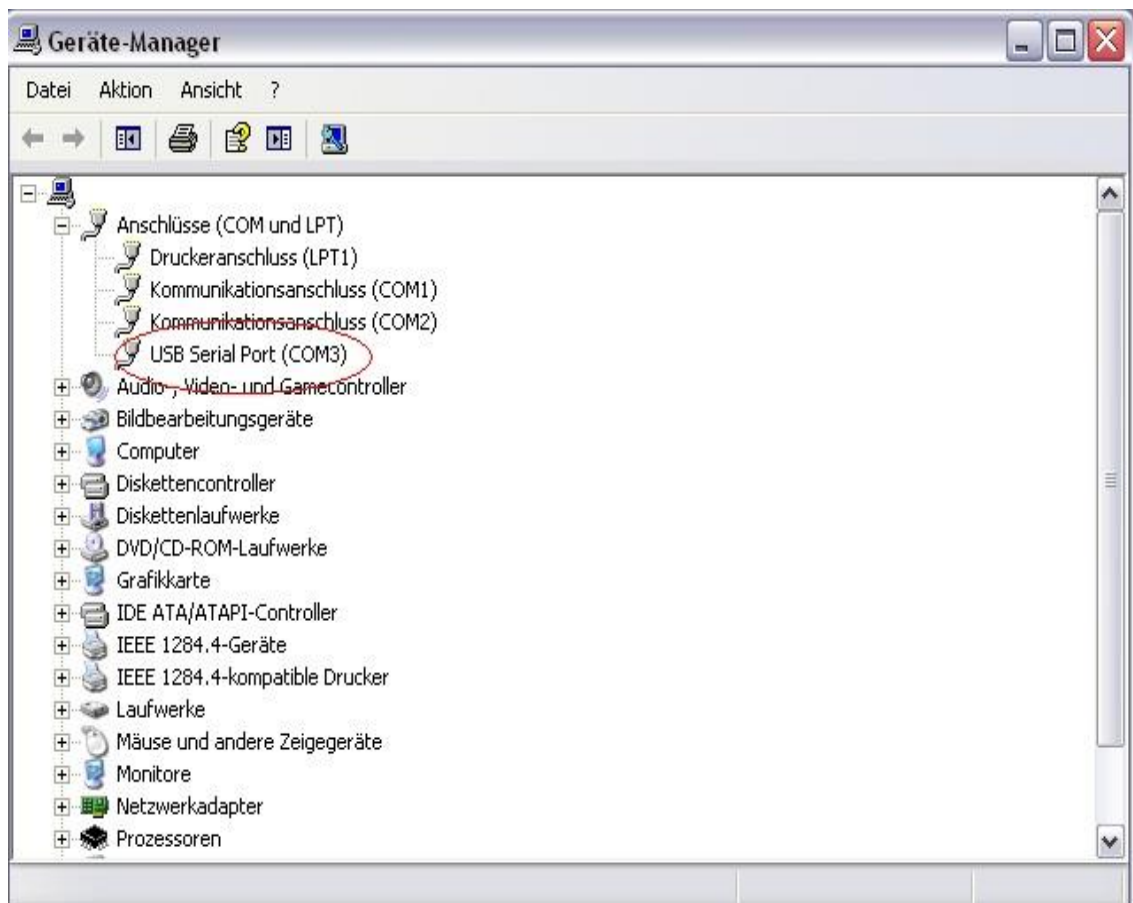 Geräte-Manager
Datei Aktion Ansicht ?
Anschlüsse (COM und LPT)
Druckeranschluss (LPT1)
Kommunikationsanschluss (COM1)
Kommunikationsanschluss (COM2)
USB Serial Port (COM3)
Audio-, Video- und Gamecontroller
Bildbearbeitungsgeräte
Computer
Diskettencontroller
Diskettenlaufwerke
DVD/CD-ROM-Laufwerke
Grafikkarte
IDE ATA/ATAPI-Controller
IEEE 1284.4-Geräte
IEEE 1284.4-kompatible Drucker
Laufwerke
Mäuse und andere Zeigegeräte
Monitore
Netzwerkadapter
Prozessoren